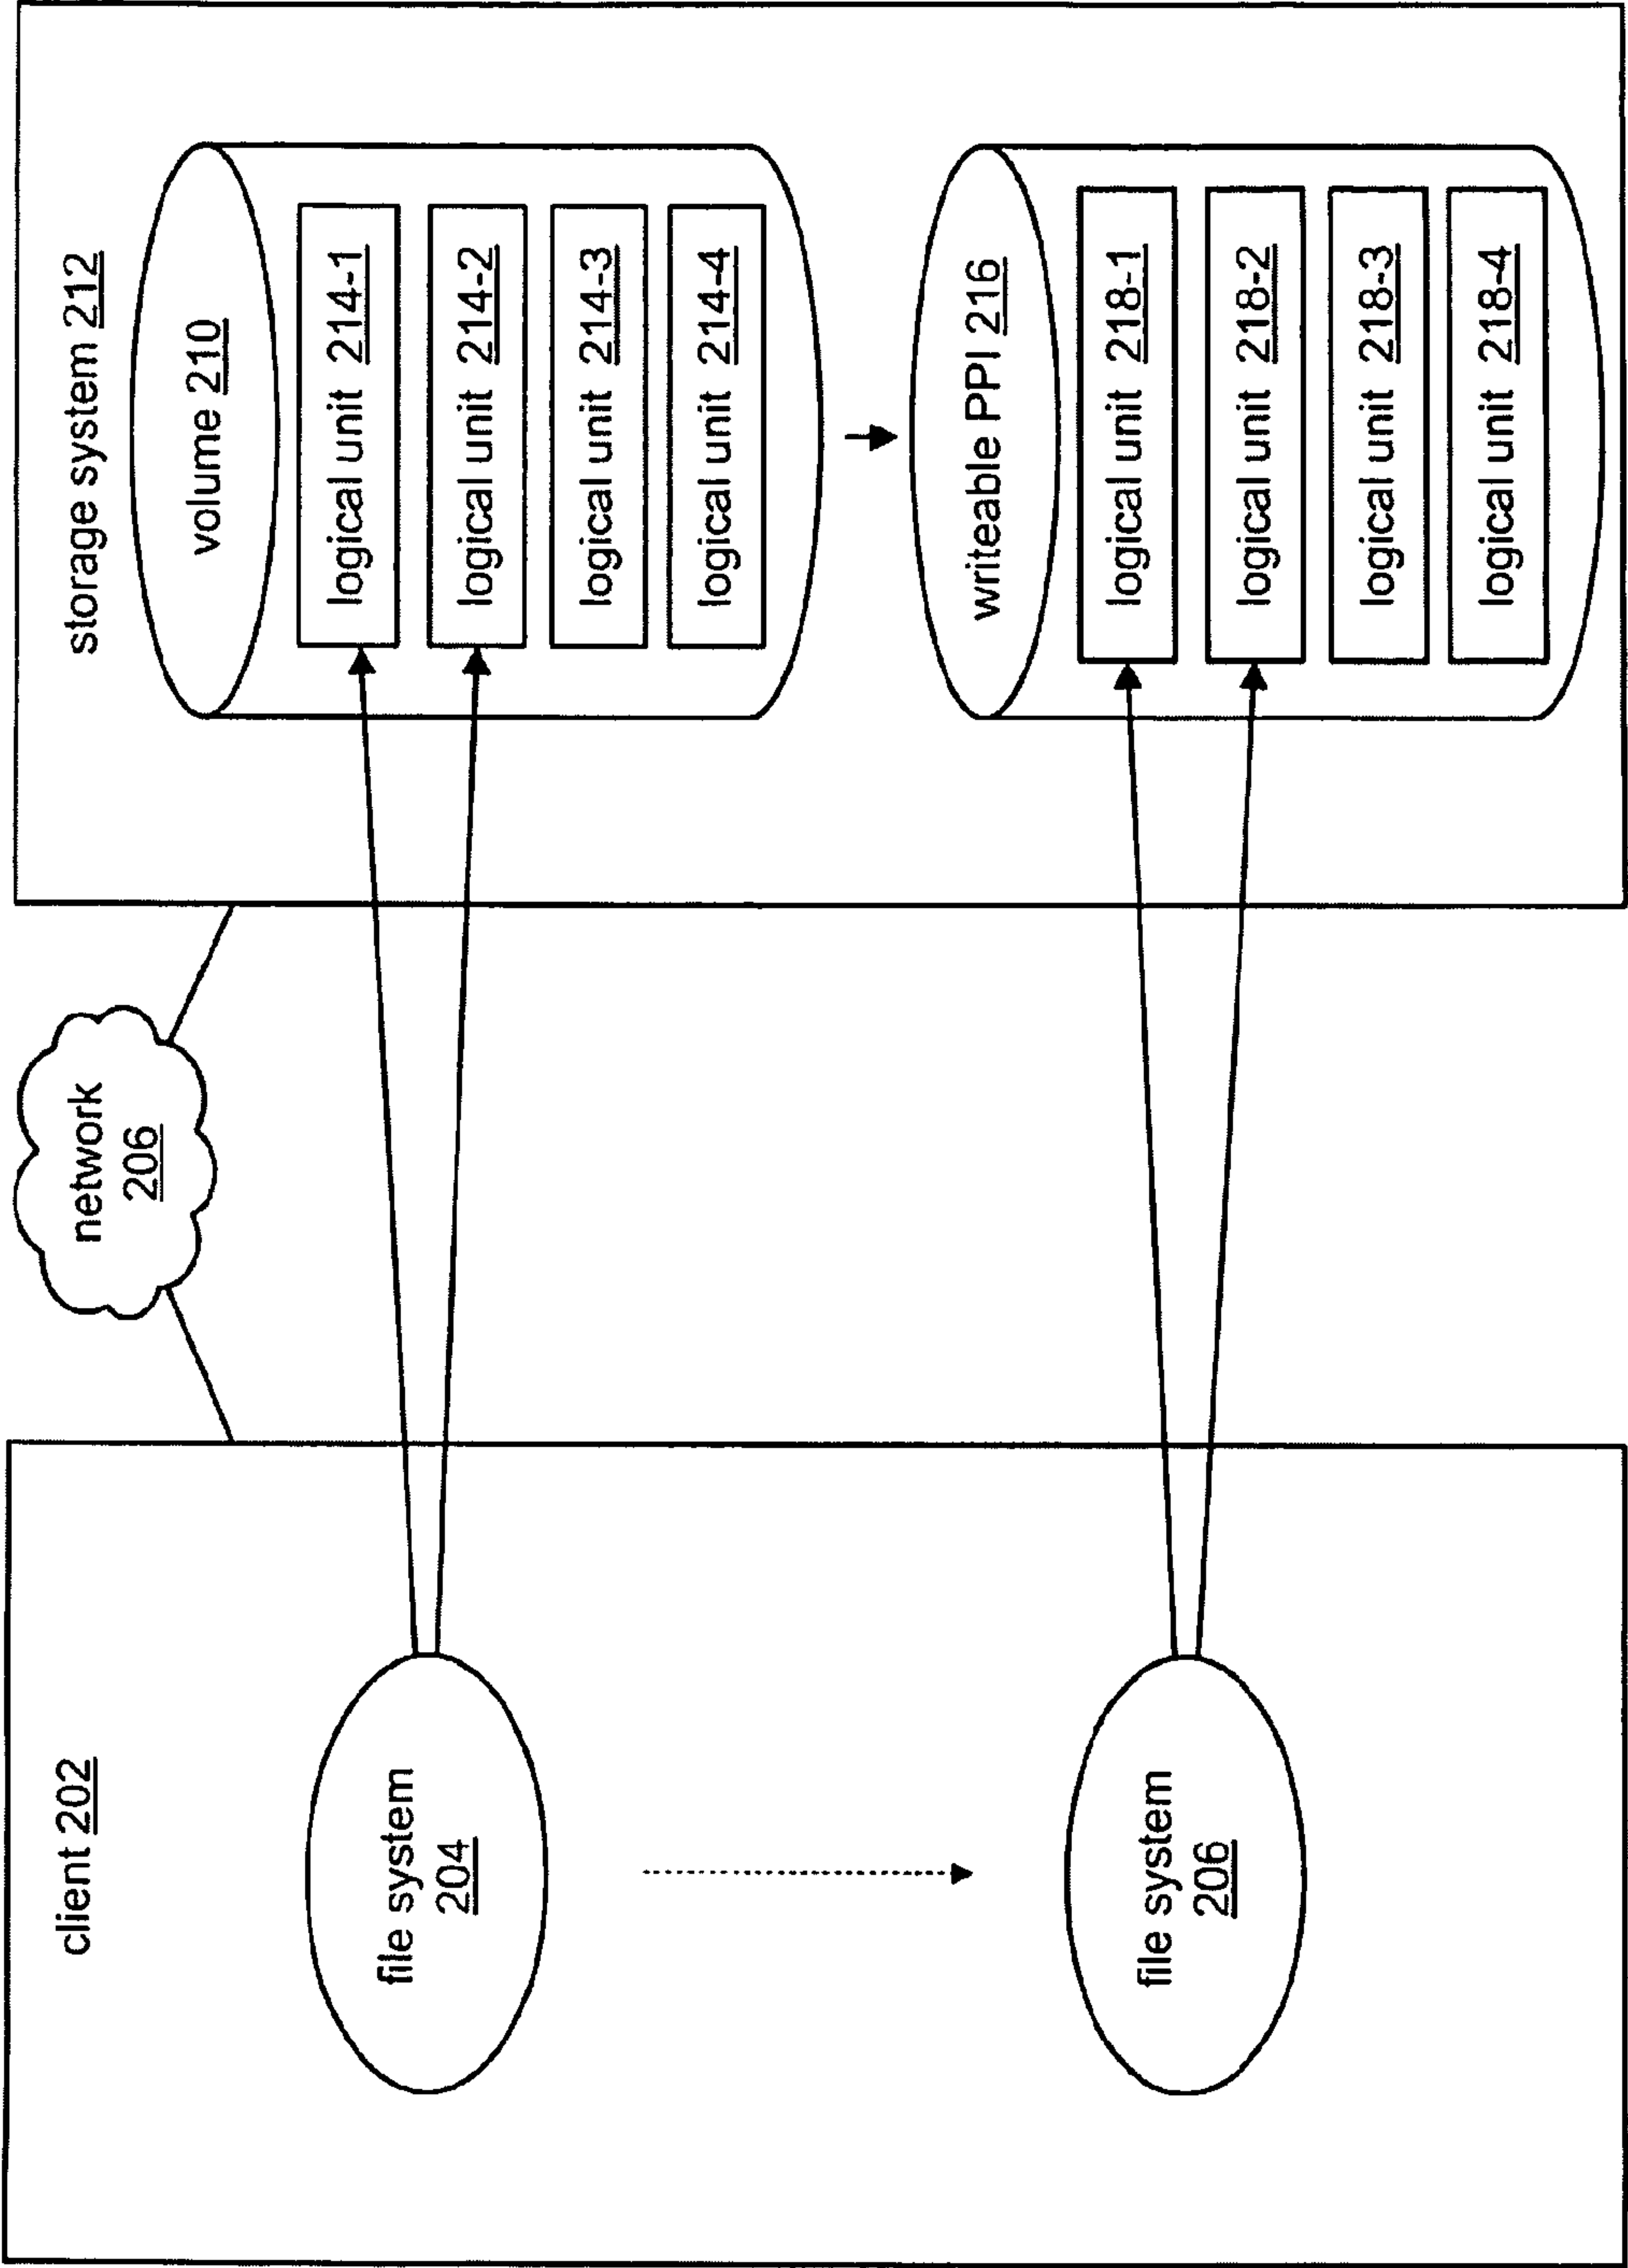 client 202
file system
204
file system
206
network
206
storage system 212
volume 210
logical unit 214-1
logical unit 214-2
logical unit 214-3
logical unit 214-4
writeable PPI 216
logical unit 218-1
logical unit 218-2
logical unit 218-3
logical unit 218-4